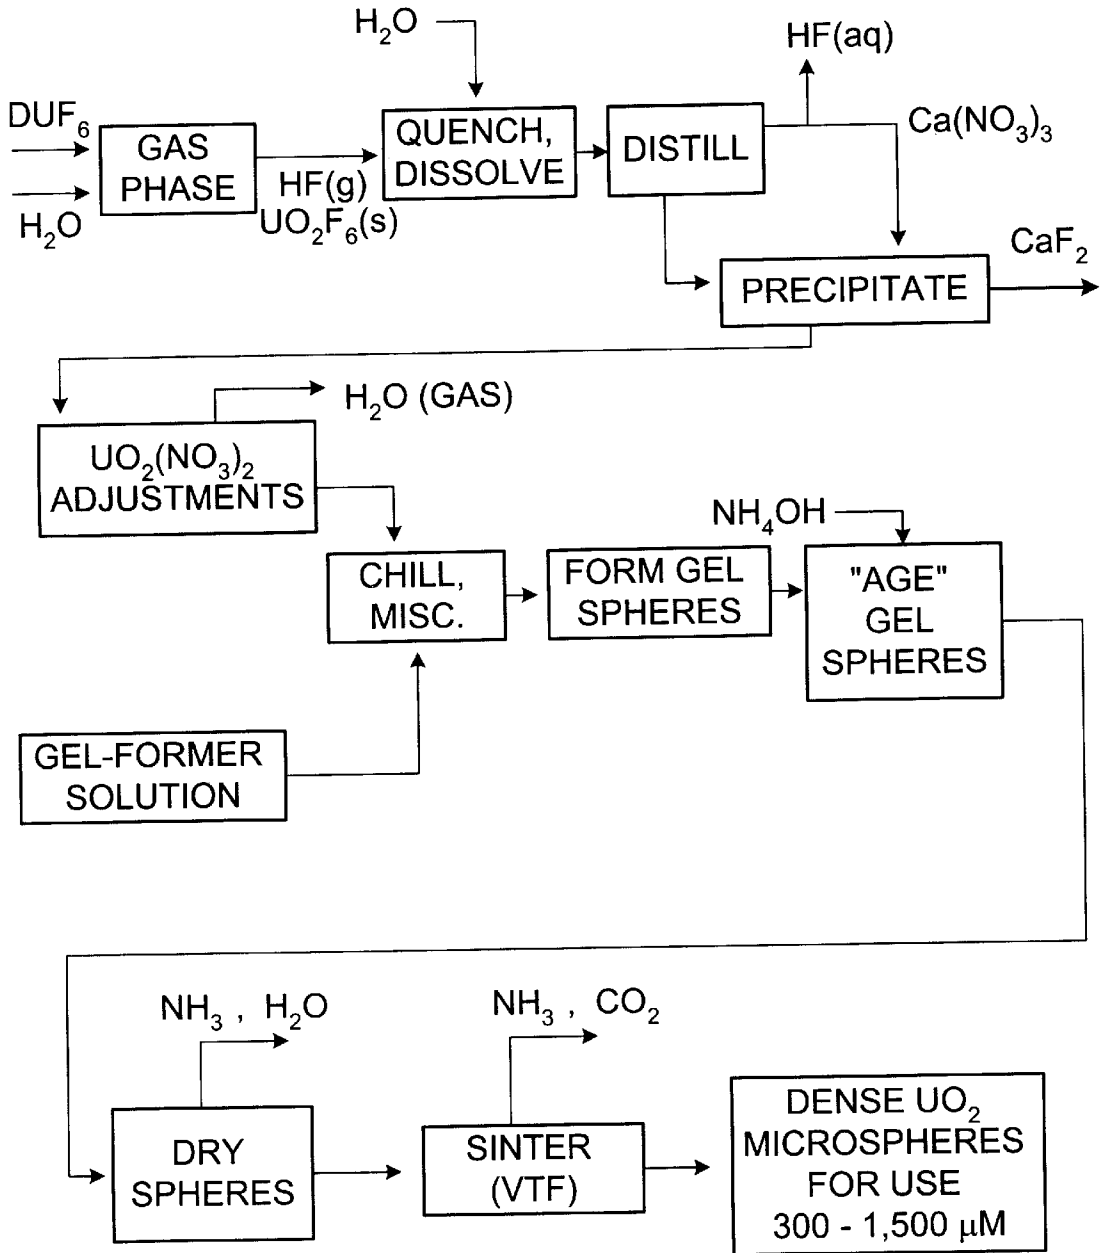 H₂O
HF(aq)
DUF₆
GAS
PHASE
H₂O
HF(g)
UO₂F₆(s)
QUENCH,
DISSOLVE
DISTILL
Ca(NO₃)₃
PRECIPITATE
CaF₂
H₂O (GAS)
UO₂(NO₃)₂
ADJUSTMENTS
CHILL,
MISC.
FORM GEL
SPHERES
NH₄OH
"AGE"
GEL
SPHERES
GEL-FORMER
SOLUTION
NH₃ , H₂O
NH₃ , CO₂
DRY
SPHERES
SINTER
(VTF)
DENSE UO₂
MICROSPHERES
FOR USE
300 - 1,500 μM